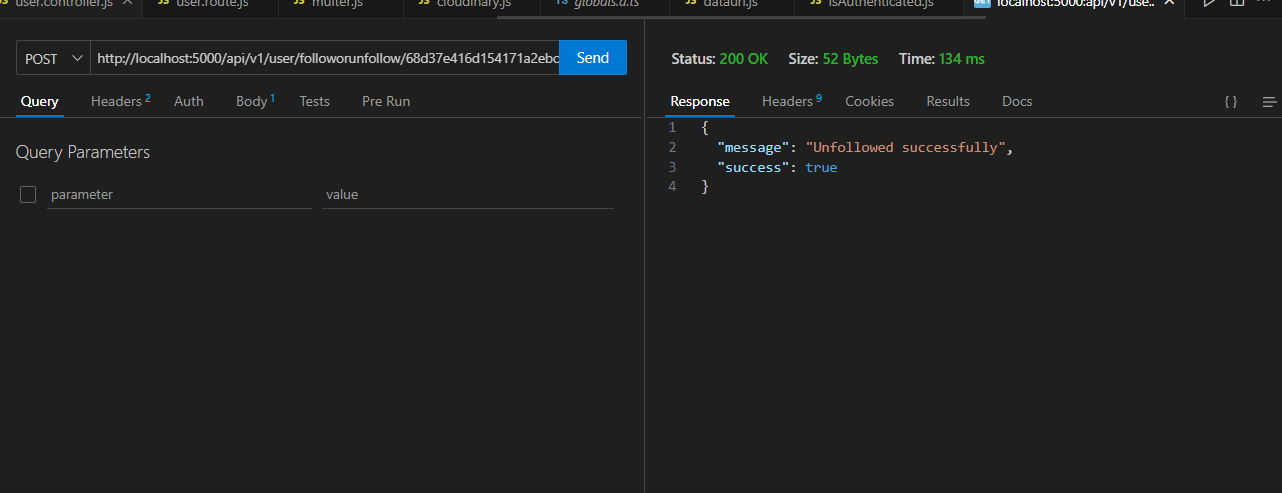 user.controller.js
user.route.js
multer.js
cloudinary.js
TS globals.d.ts
datauri.js
isAuthenticated.js
localhost:5000/api/v1/use..
POST
http://localhost:5000/api/v1/user/followorunfollow/68d37e416d154171a2ebc
Send
Query
Headers 2
Auth
Body 1
Tests
Pre Run
Query Parameters
parameter
value
Status: 200 OK
Size: 52 Bytes
Time: 134 ms
Response
Headers 9
Cookies
Results
Docs
{ }
1 {
2 "message": "Unfollowed successfully",
3 "success": true
4 }